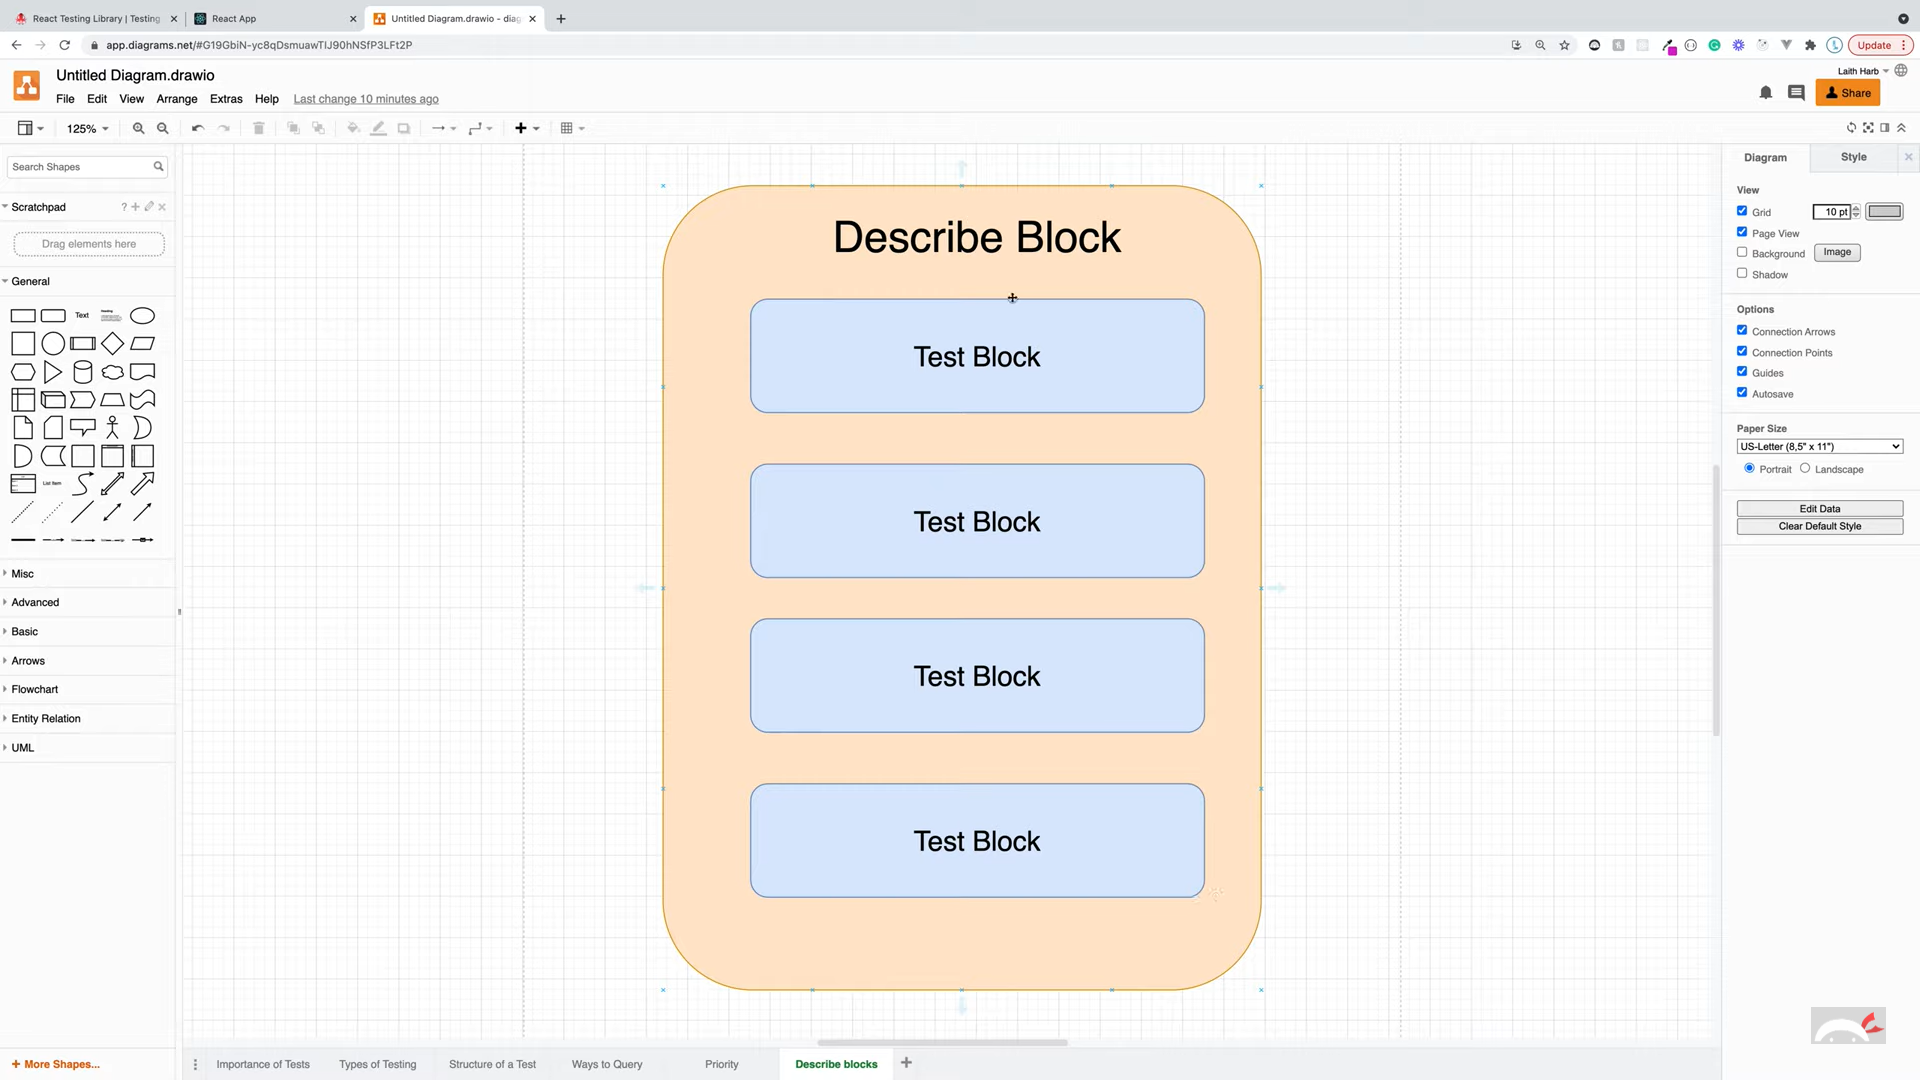 React Testing Library | Testing
React App
Untitled Diagram.drawio - diag
app.diagrams.net/#G19GbiN-yc8qDsmuawTIJ90hNSfP3LFt2P
Update
Untitled Diagram.drawio
Laith Harb
File Edit View Arrange Extras Help Last change 10 minutes ago
Share
125%
Search Shapes
Diagram
Style
Scratchpad
?
Drag elements here
General
Text
Heading
List Item
Misc
Advanced
Basic
Arrows
Flowchart
Entity Relation
UML
+ More Shapes...
Describe Block
Test Block
Test Block
Test Block
Test Block
View
Grid
10 pt
Page View
Background
Image
Shadow
Options
Connection Arrows
Connection Points
Guides
Autosave
Paper Size
US-Letter (8,5" x 11")
Portrait
Landscape
Edit Data
Clear Default Style
Importance of Tests
Types of Testing
Structure of a Test
Ways to Query
Priority
Describe blocks